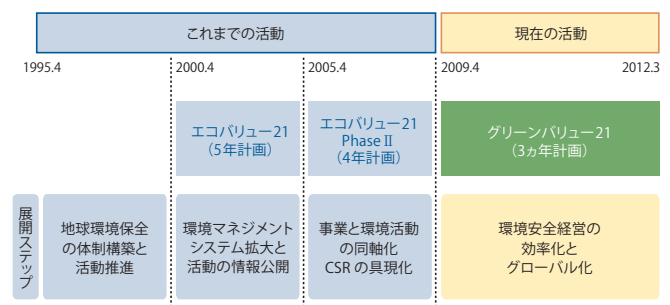 これまでの活動
現在の活動
1995.4
2000.4
2005.4
2009.4
2012.3
エコバリュー21
（5年計画）
エコバリュー21
Phase Ⅱ
（4年計画）
グリーンバリュー21
（3ヵ年計画）
展開ステップ
地球環境保全
の体制構築と
活動推進
環境マネジメント
システム拡大と
活動の情報公開
事業と環境活動
の同軸化
CSR の具現化
環境安全経営の
効率化と
グローバル化